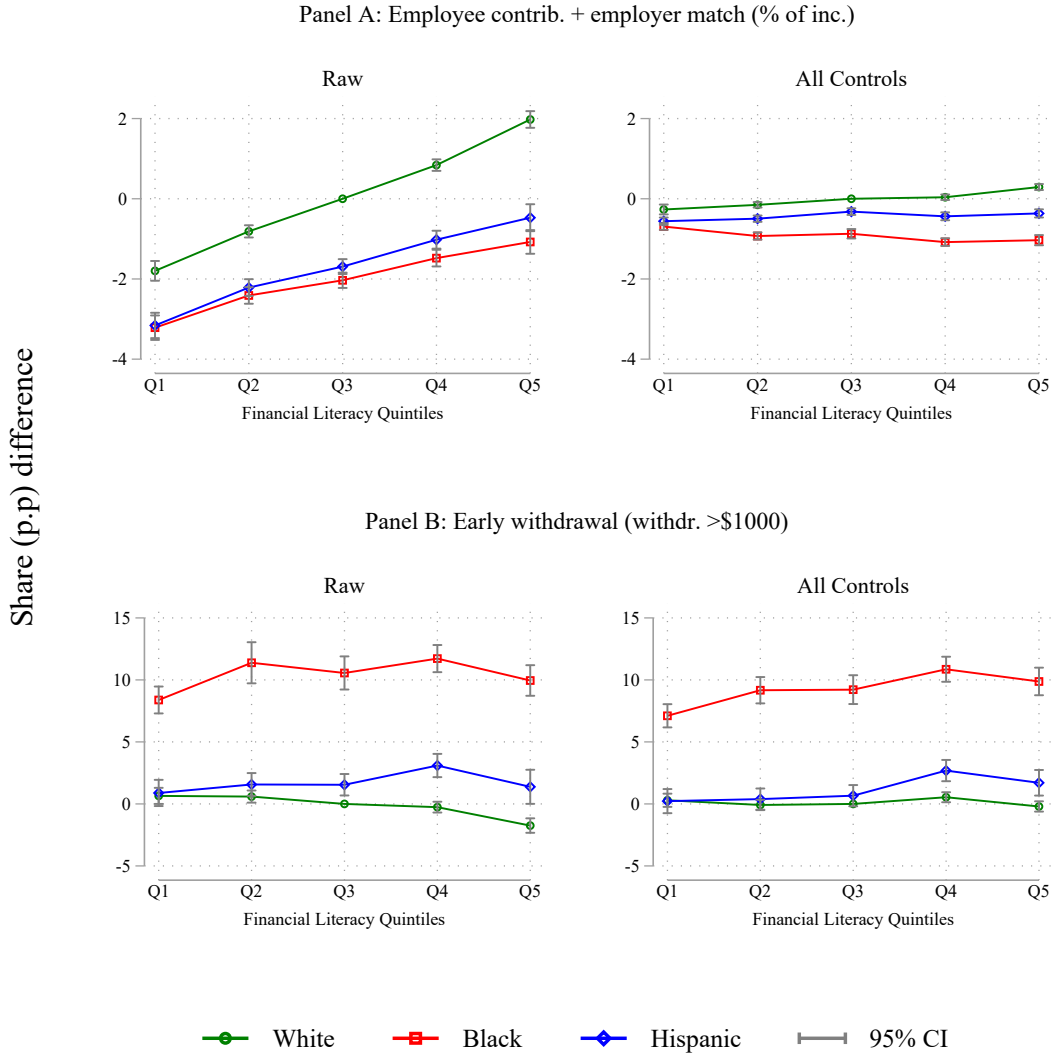 Panel A: Employee contrib. + employer match (% of inc.)
Raw
2
0
-2
-4
Q1 Q2 Q3 Q4 Q5
Financial Literacy Quintiles
All Controls
2
0
-2
-4
Q1 Q2 Q3 Q4 Q5
Financial Literacy Quintiles
Share (p.p) difference
Panel B: Early withdrawal (withdr. >$1000)
Raw
15
10
5
0
-5
Q1 Q2 Q3 Q4 Q5
Financial Literacy Quintiles
All Controls
15
10
5
0
-5
Q1 Q2 Q3 Q4 Q5
Financial Literacy Quintiles
White Black Hispanic 95% CI